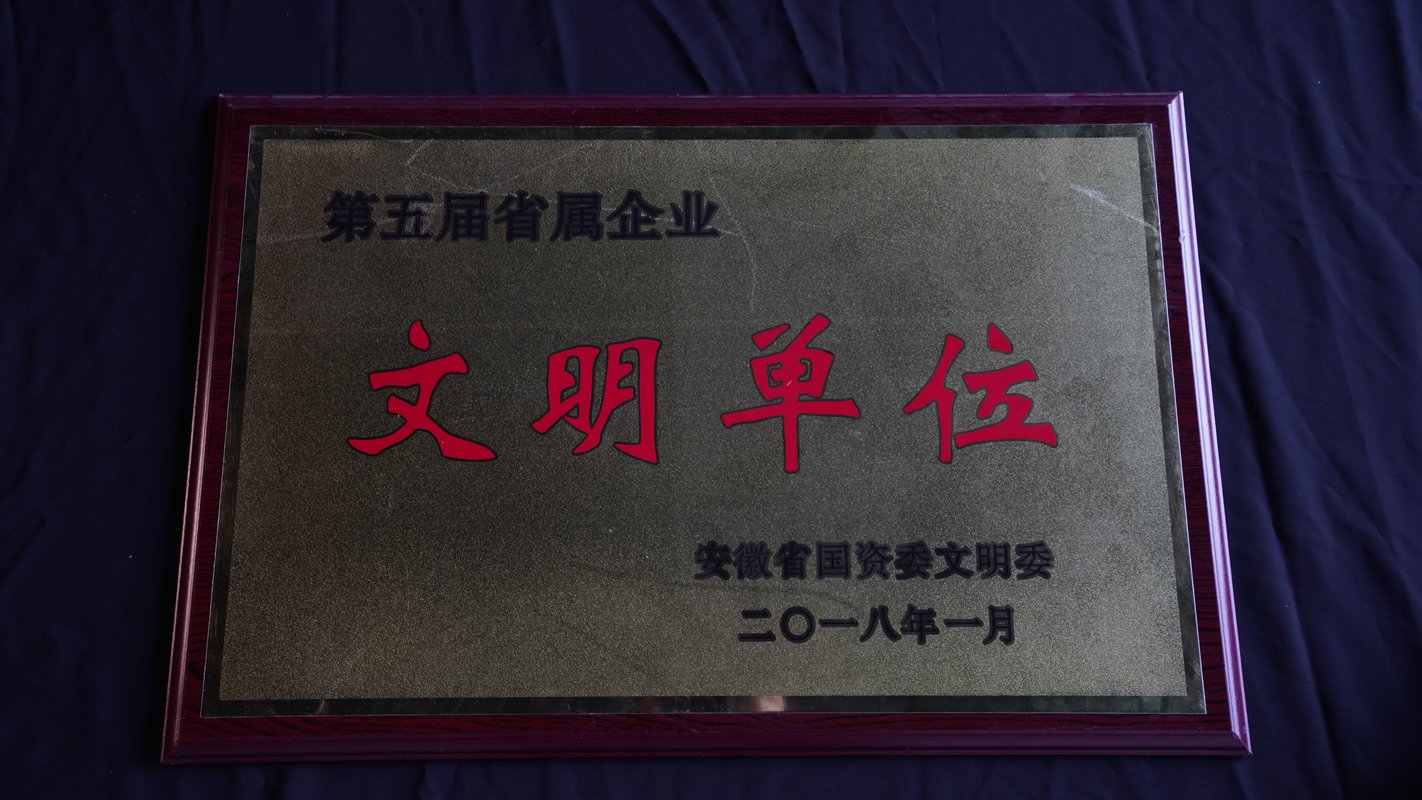 第五届省属企业
文明单位
安徽省国资委文明委
二〇一八年一月